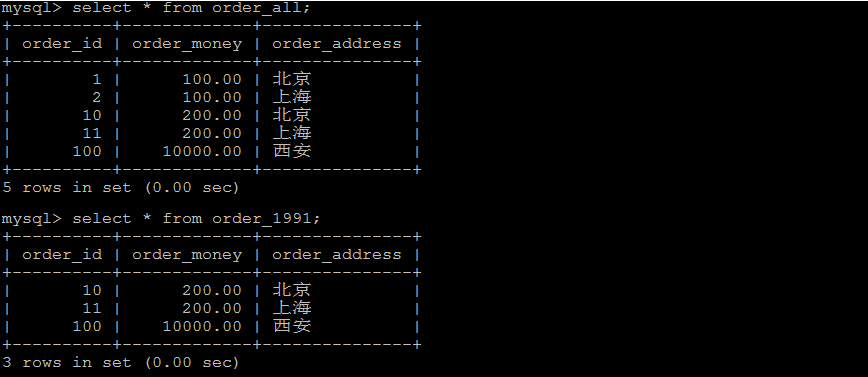 mysql> select * from order_all;
+----------+-------------+---------------+
| order_id | order_money | order_address |
+----------+-------------+---------------+
|        1 |      100.00 | 北京          |
|        2 |      100.00 | 上海          |
|       10 |      200.00 | 北京          |
|       11 |      200.00 | 上海          |
|      100 |    10000.00 | 西安          |
+----------+-------------+---------------+
5 rows in set (0.00 sec)
mysql> select * from order_1991;
+----------+-------------+---------------+
| order_id | order_money | order_address |
+----------+-------------+---------------+
|       10 |      200.00 | 北京          |
|       11 |      200.00 | 上海          |
|      100 |    10000.00 | 西安          |
+----------+-------------+---------------+
3 rows in set (0.00 sec)